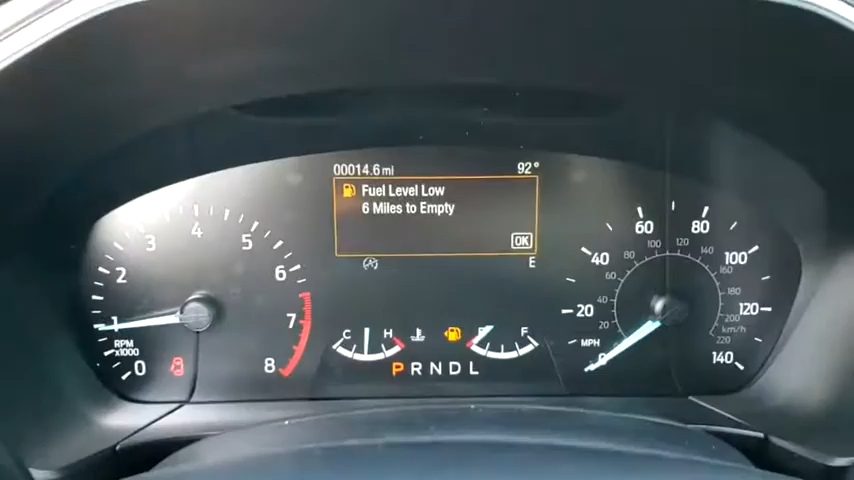 00014.6 mi 92°
Fuel Level Low
6 Miles to Empty
OK
E
1 2 3 4 5 6 7 8
RPM
x1000
0
C H
E F
PRNDL
0 20 40 60 80 100 120 140
MPH
20 40 60 80 100 120 140 160 180 200 220
km/h